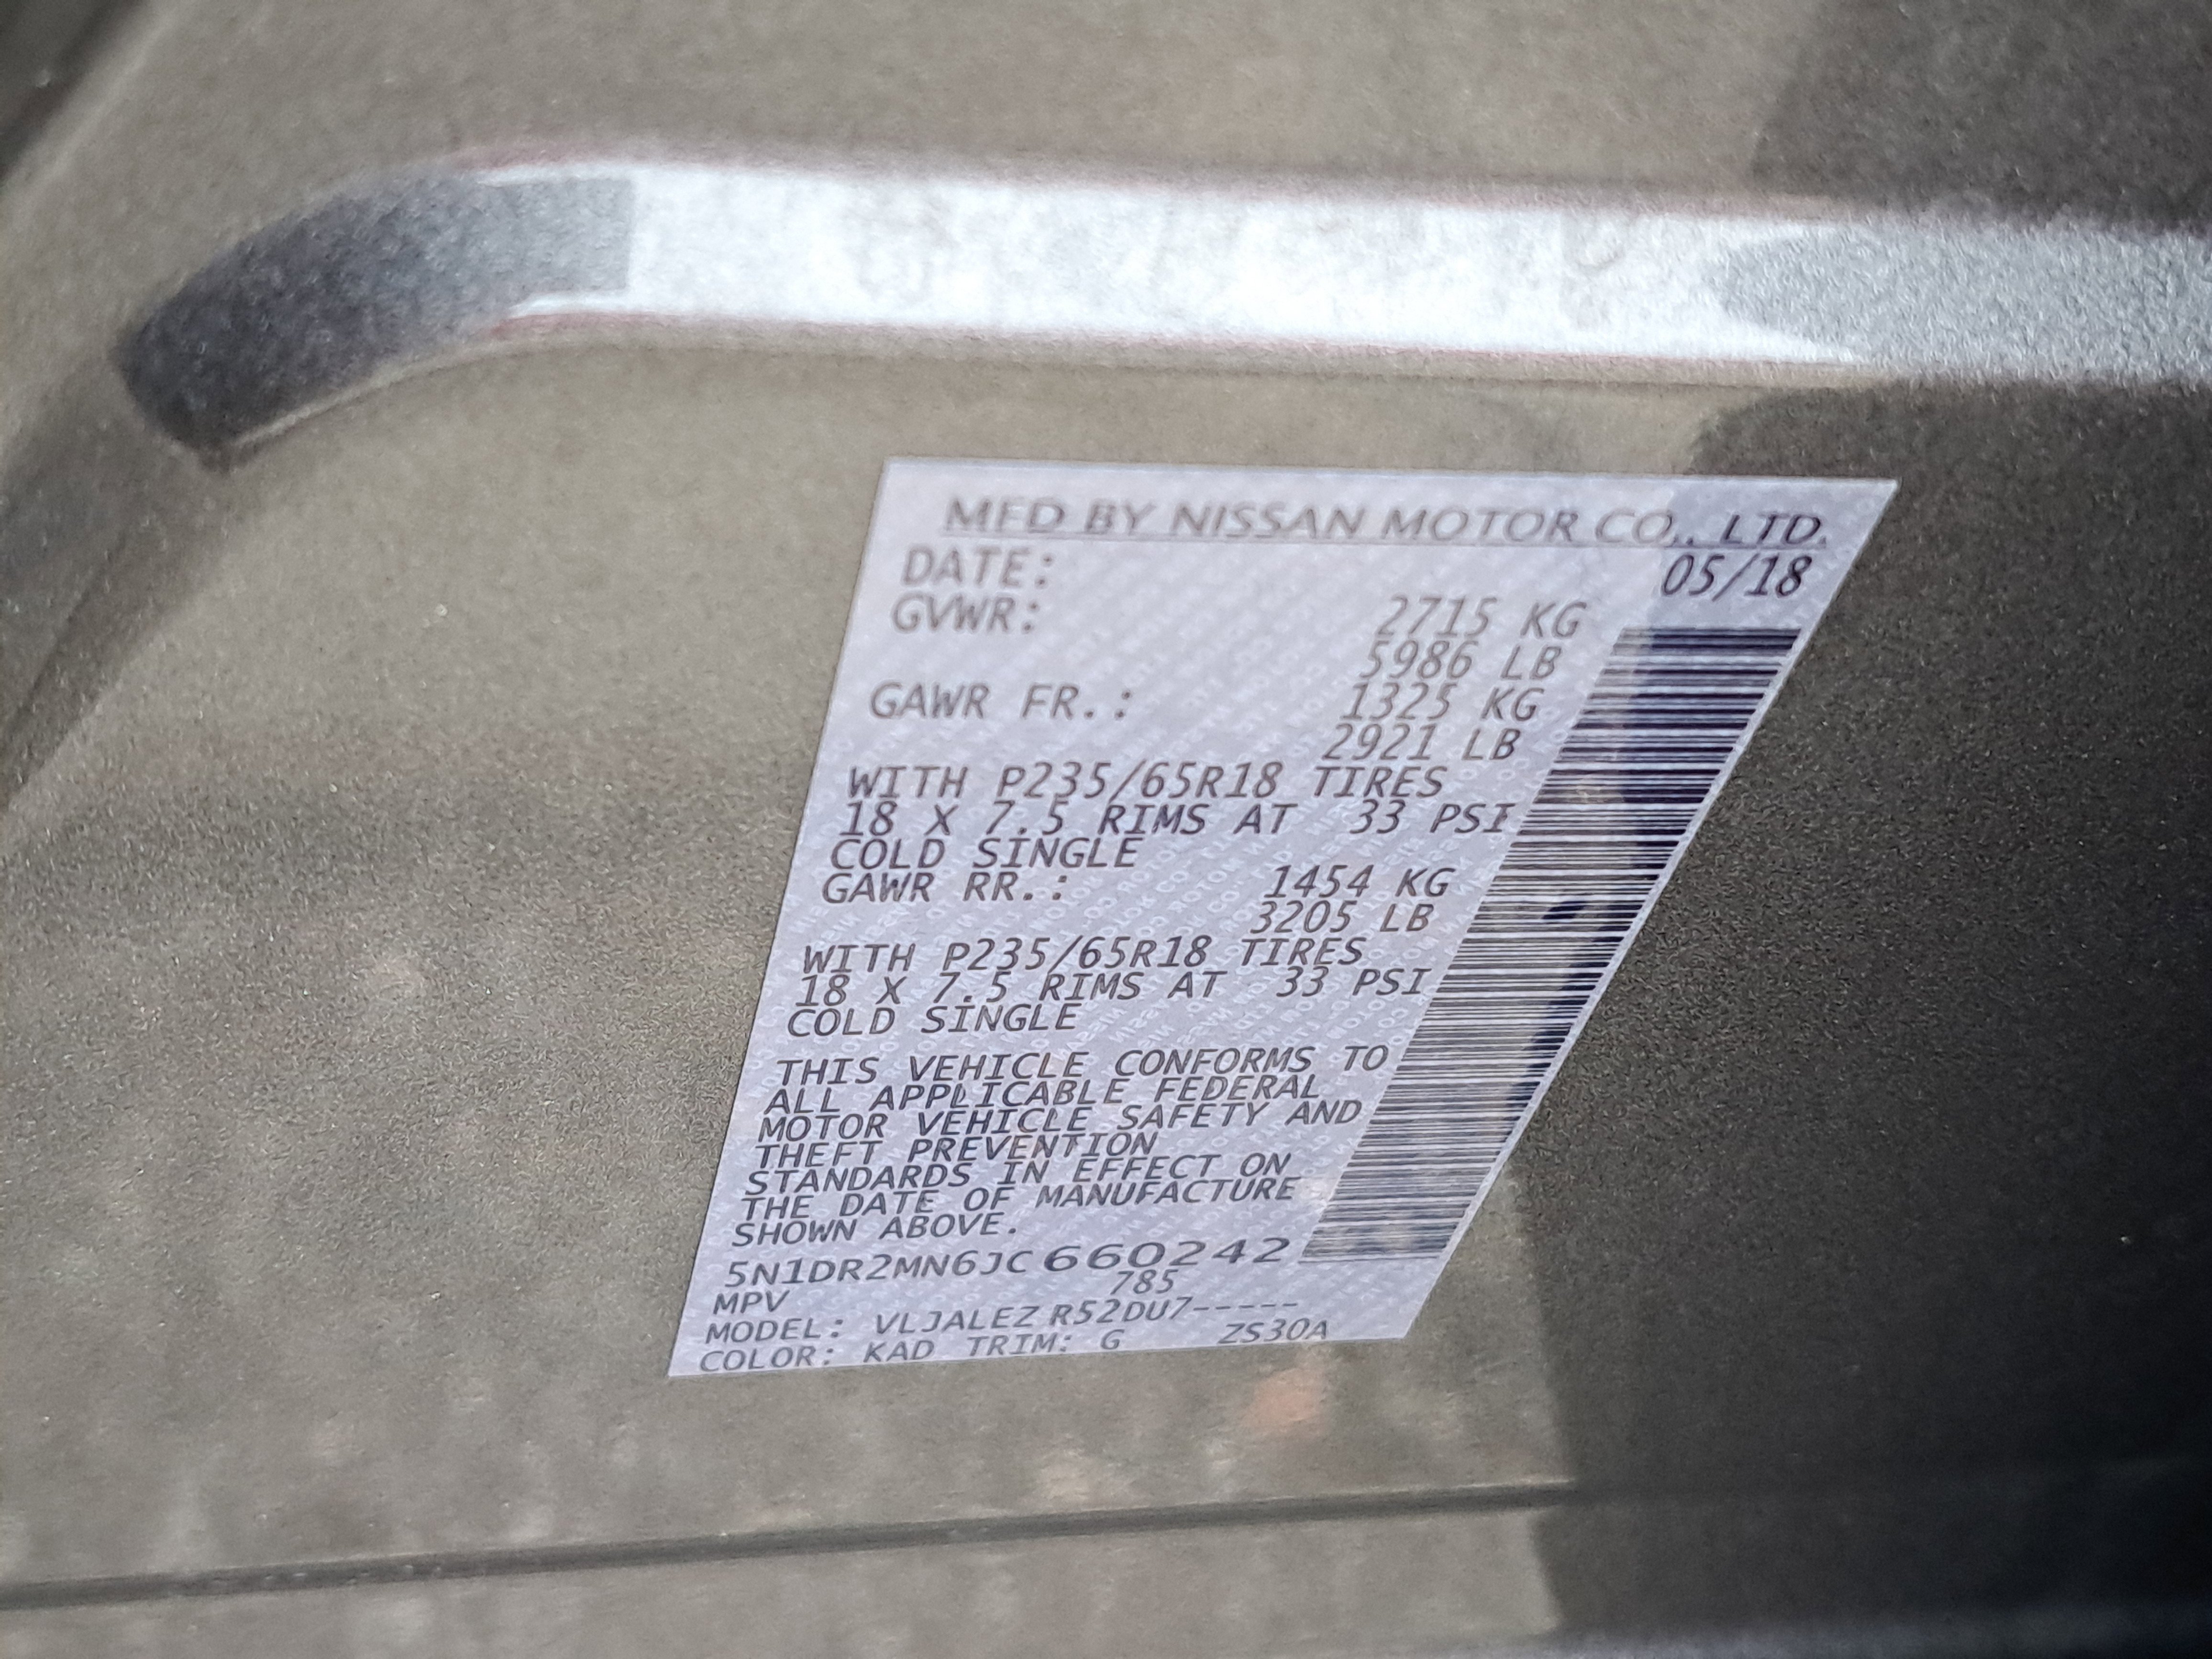 MFD BY NISSAN MOTOR CO., LTD.
DATE: 05/18
GVWR: 2715 KG
5986 LB
GAWR FR.: 1325 KG
2921 LB
WITH P235/65R18 TIRES
18 X 7.5 RIMS AT 33 PSI
COLD SINGLE
GAWR RR.: 1454 KG
3205 LB
WITH P235/65R18 TIRES
18 X 7.5 RIMS AT 33 PSI
COLD SINGLE
THIS VEHICLE CONFORMS TO
ALL APPLICABLE FEDERAL
MOTOR VEHICLE SAFETY AND
THEFT PREVENTION
STANDARDS IN EFFECT ON
THE DATE OF MANUFACTURE
SHOWN ABOVE.
5N1DR2MN6JC660242
MPV 785
MODEL: VLJALEZ R52DU7-----
COLOR: KAD TRIM: G ZS30A